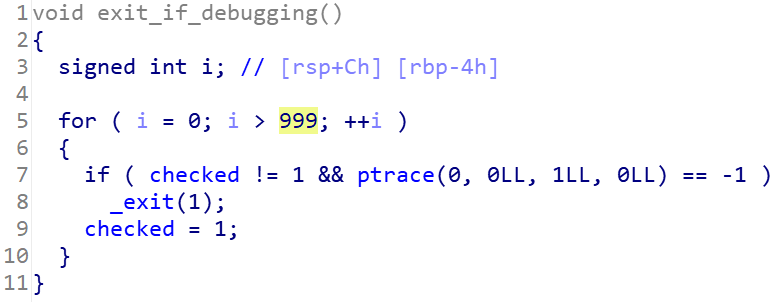 1 void exit_if_debugging()
2 {
3   signed int i; // [rsp+Ch] [rbp-4h]
4
5   for ( i = 0; i > 999; ++i )
6   {
7     if ( checked != 1 && ptrace(0, 0LL, 1LL, 0LL) == -1 )
8       _exit(1);
9     checked = 1;
10   }
11 }